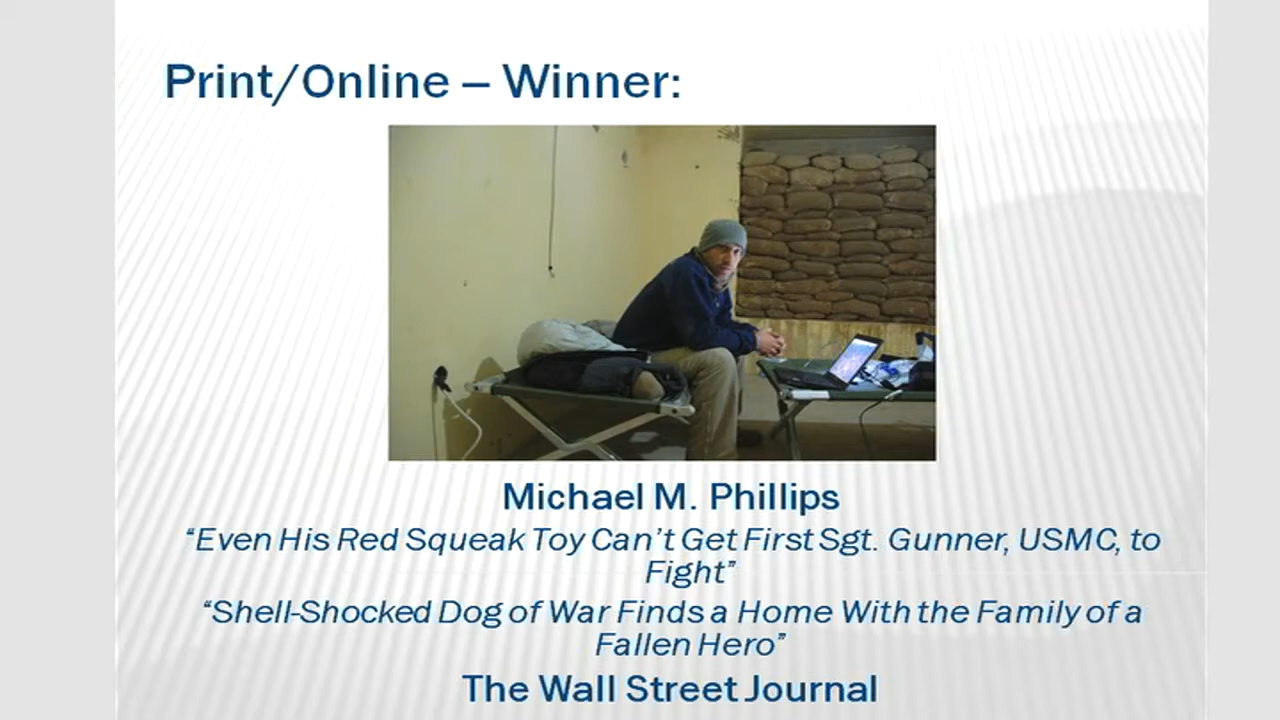 Print/Online – Winner:
Michael M. Phillips
“Even His Red Squeak Toy Can’t Get First Sgt. Gunner, USMC, to
Fight”
“Shell-Shocked Dog of War Finds a Home With the Family of a
Fallen Hero”
The Wall Street Journal